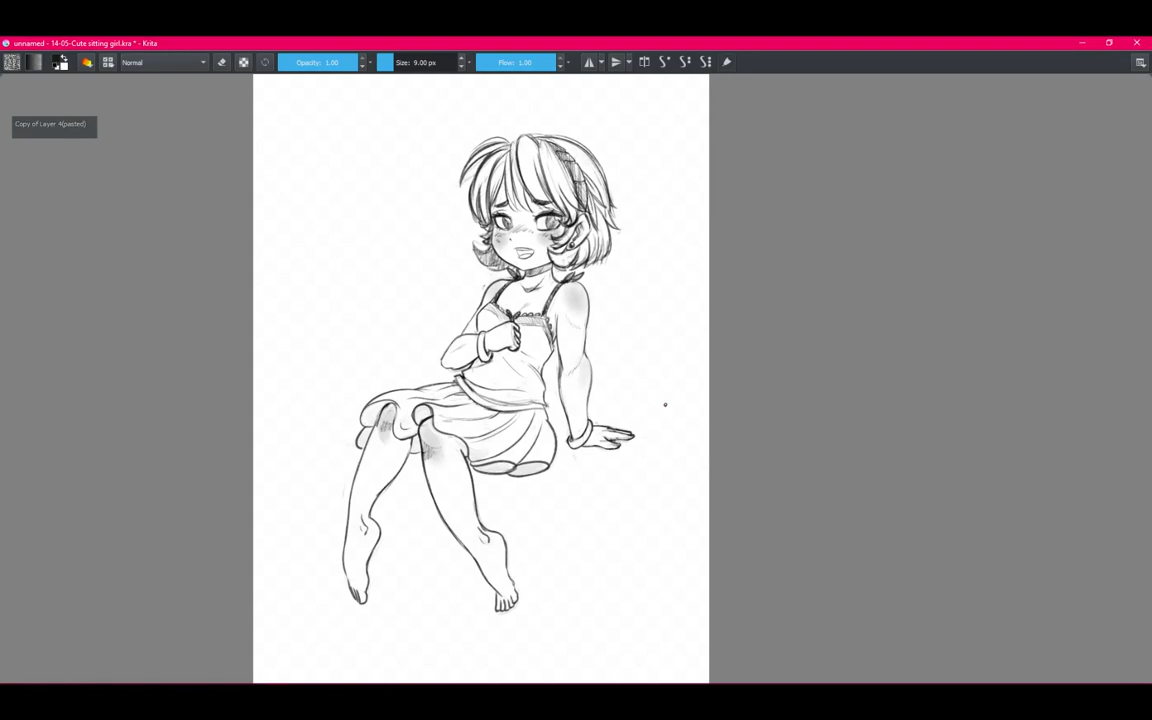 unnamed - 14-05-Cute sitting girl.kra * - Krita
Normal
Opacity: 1.00
Size: 9.00 px
Flow: 1.00
Copy of Layer 4(pasted)